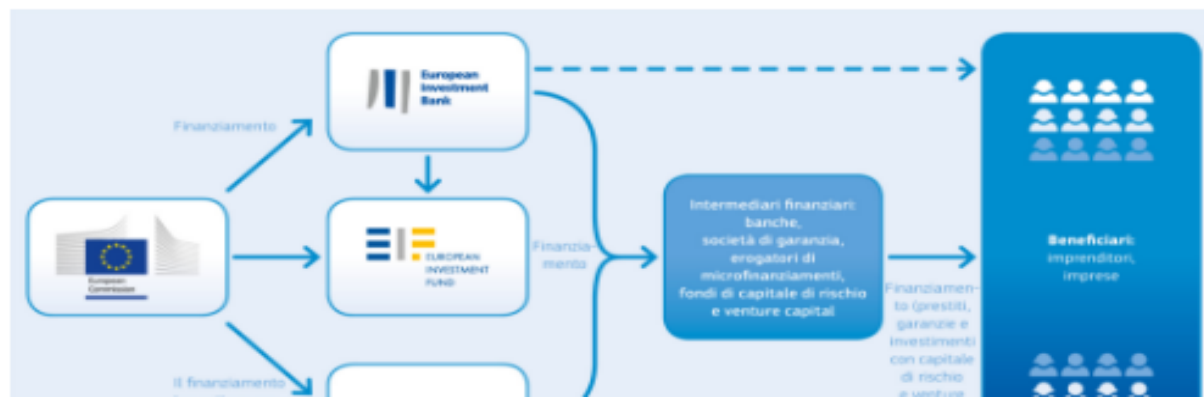 European
Investment
Bank
Finanziamento
European
Commission
EUROPEAN
INVESTMENT
FUND
Finanzia-
mento
Intermediari finanziari:
banche,
società di garanzia,
erogatori di
microfinanziamenti,
fondi di capitale di rischio
e venture capital
Beneficiari:
imprenditori,
imprese
Finanziamen-
to (prestiti,
garanzie e
investimenti
con capitale
di rischio
e venture
Il finanziamento